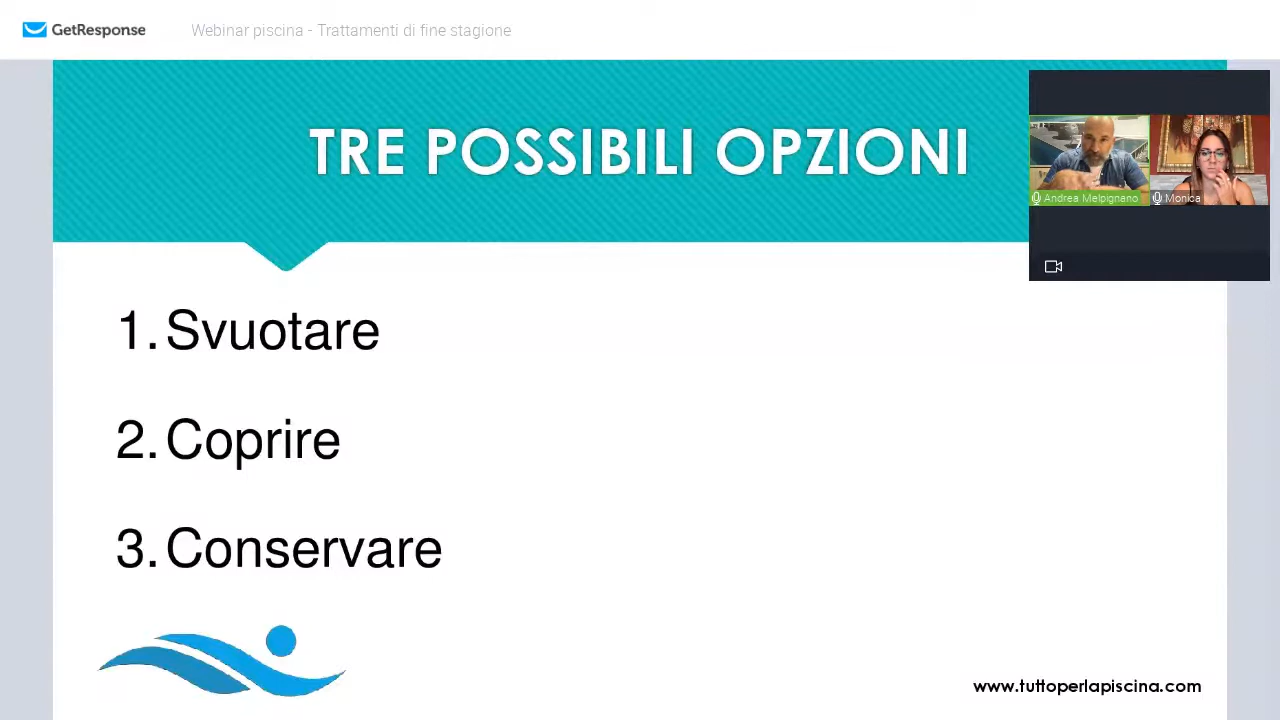 GetResponse
Webinar piscina - Trattamenti di fine stagione
TRE POSSIBILI OPZIONI
Andrea Melpignano
Monica
1. Svuotare
2. Coprire
3. Conservare
www.tuttoperlapiscina.com